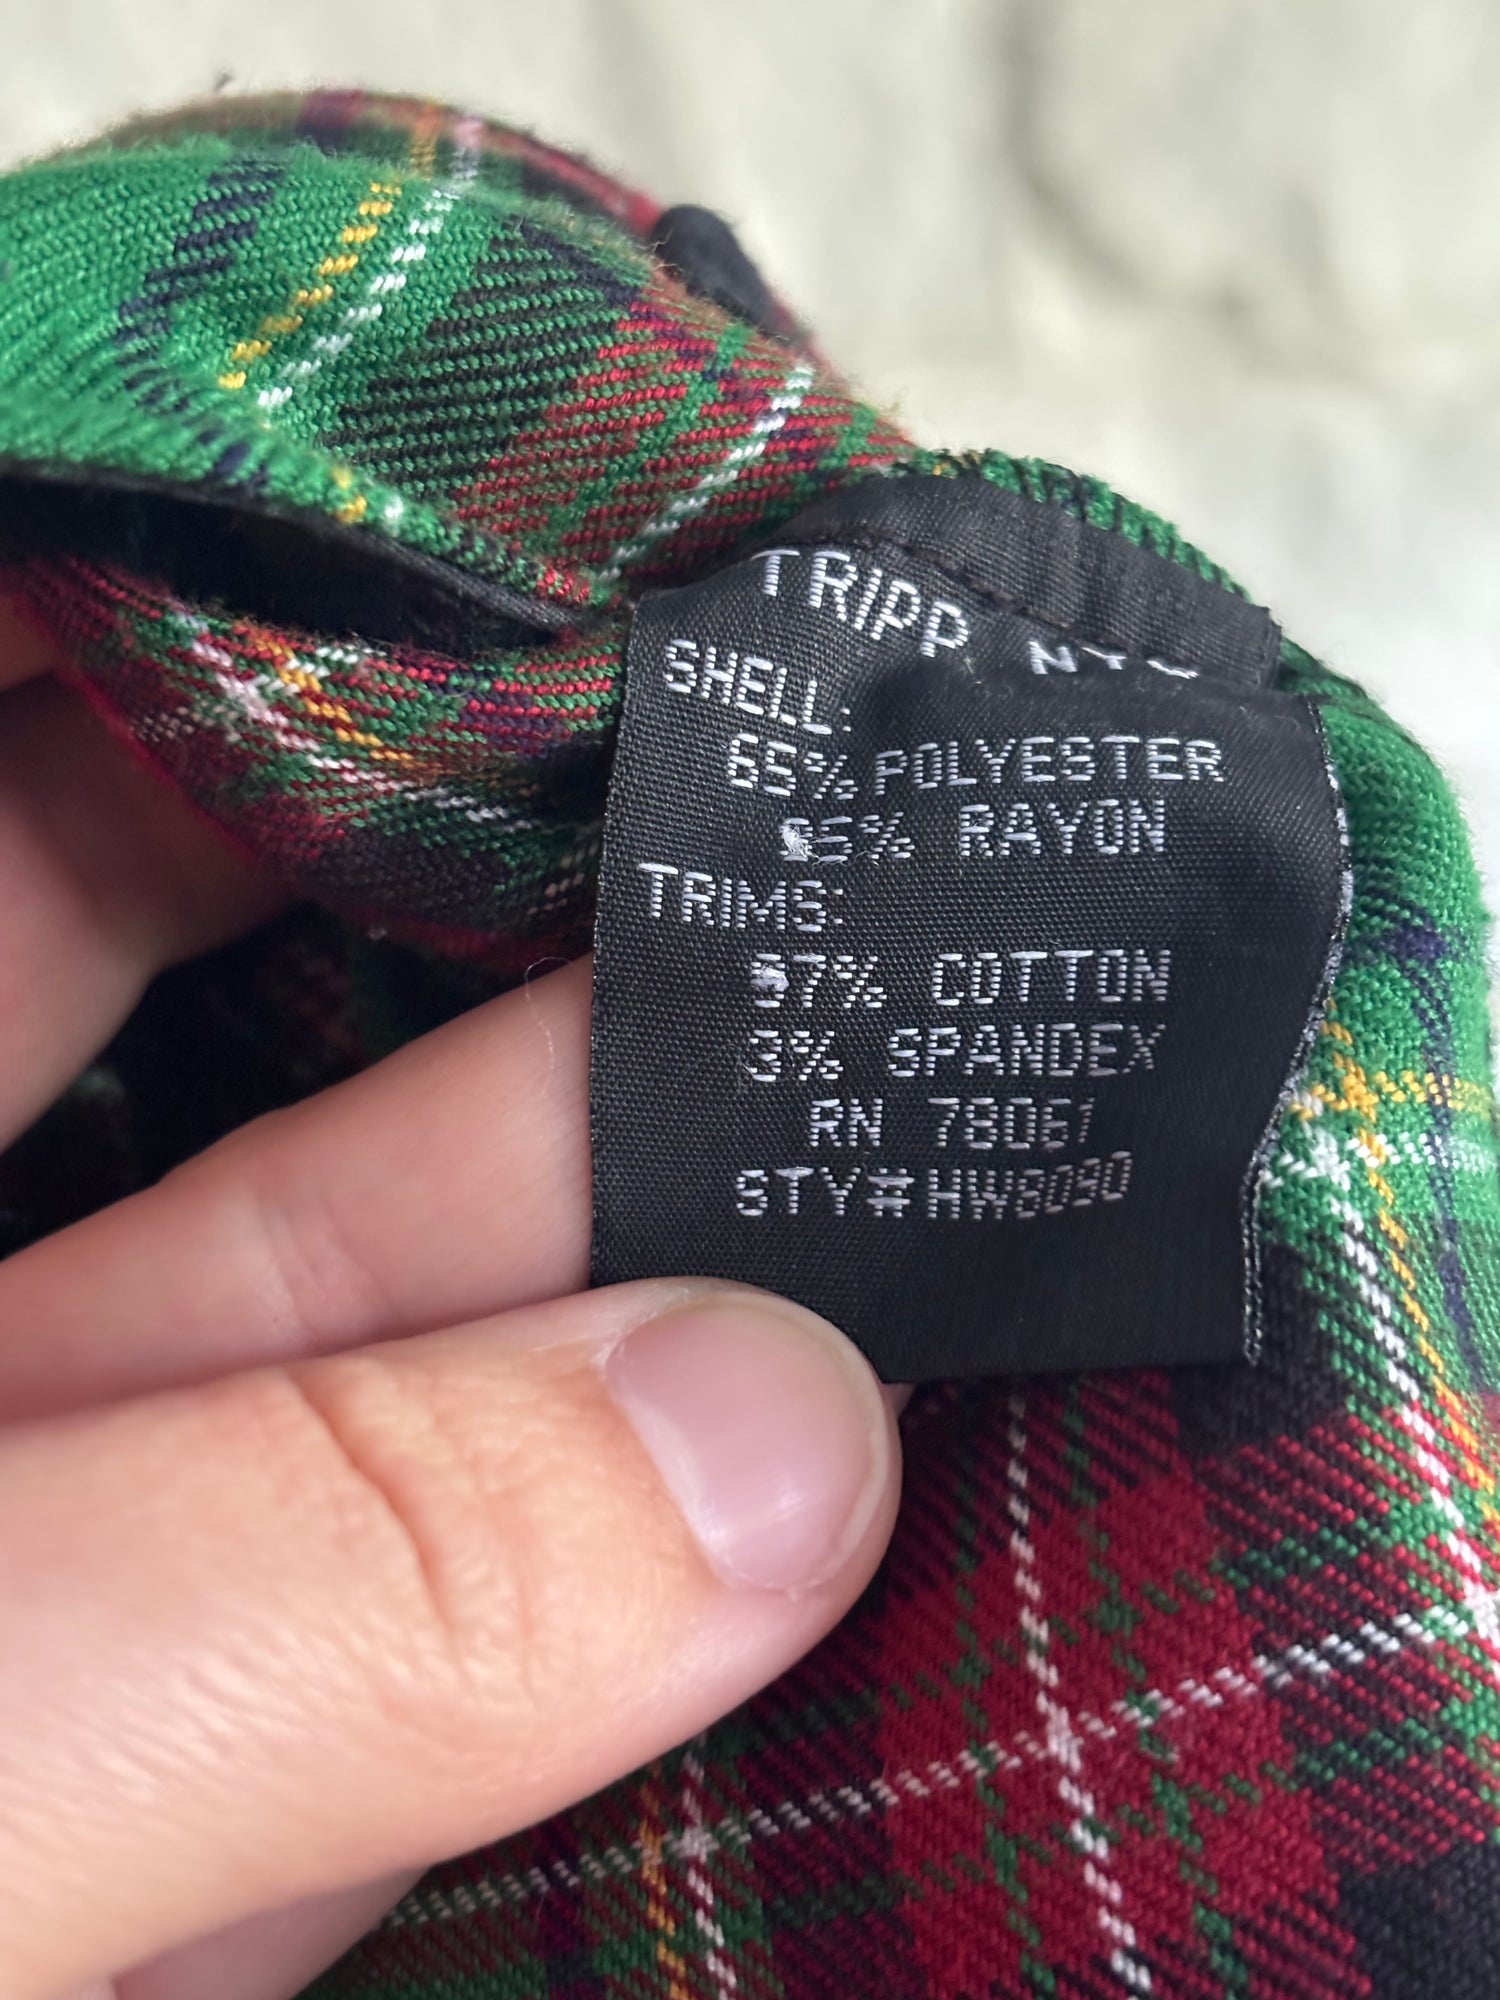 TRIPP NYC
SHELL:
65% POLYESTER
35% RAYON
TRIMS:
97% COTTON
3% SPANDEX
RN 78061
STY#HW8090